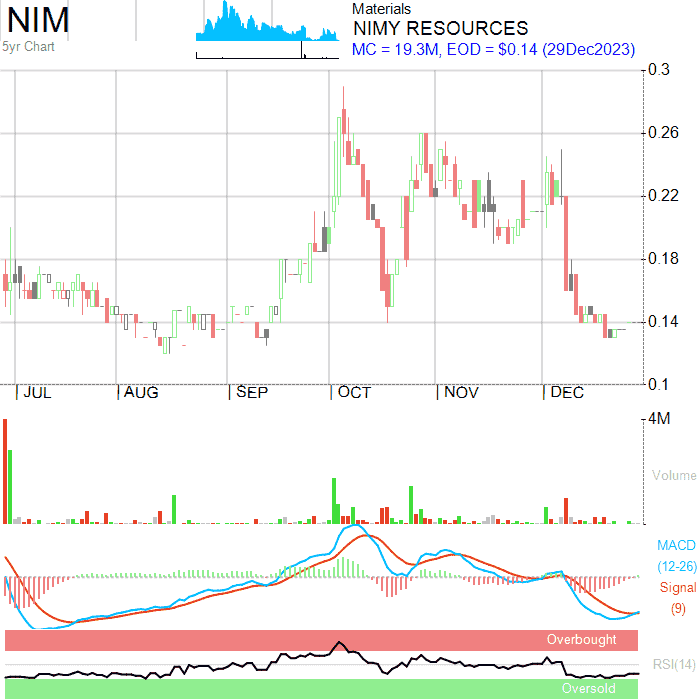 NIM
5yr Chart
Materials
NIMY RESOURCES
MC = 19.3M, EOD = $0.14 (29Dec2023)
0.3
0.26
0.22
0.18
0.14
0.1
JUL AUG SEP OCT NOV DEC
4M
Volume
MACD
(12-26)
Signal
(9)
Overbought
RSI(14)
Oversold